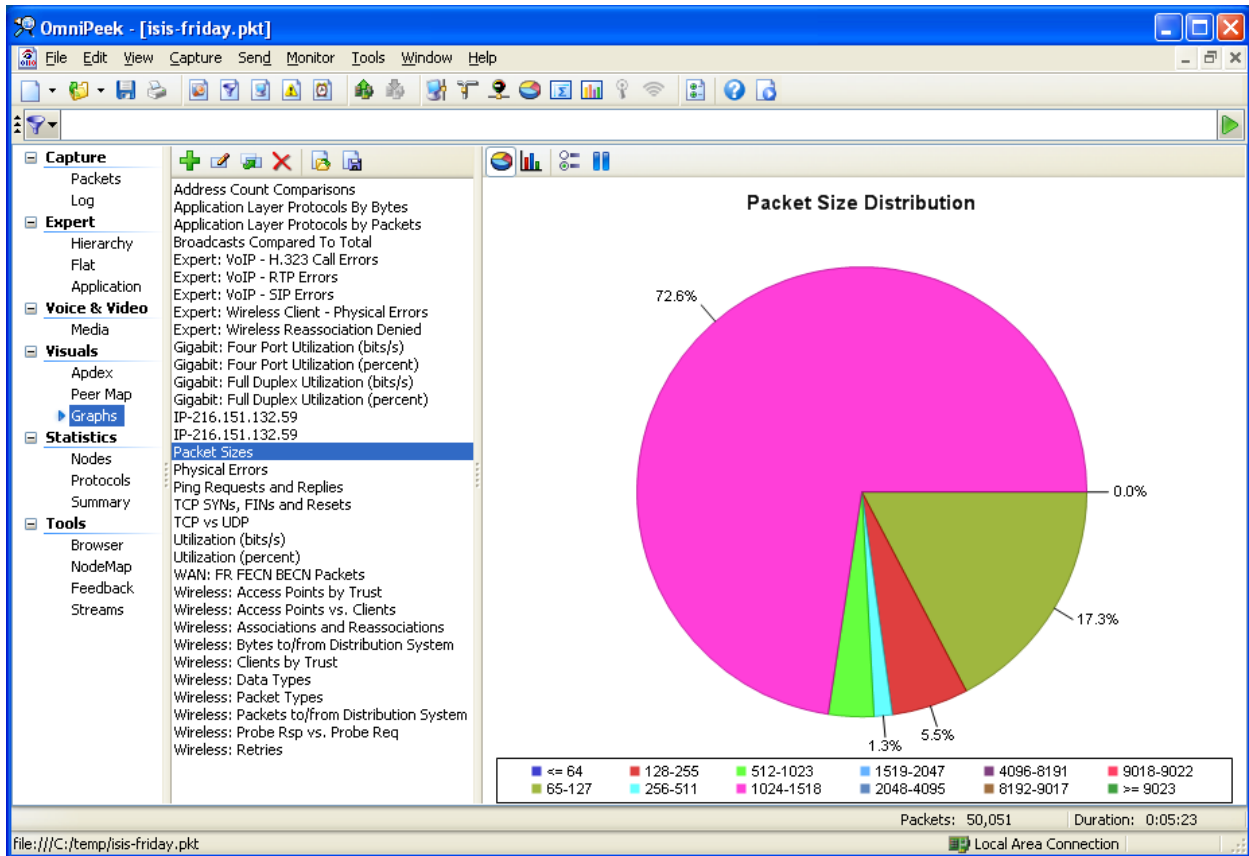 OmniPeek - [isis-friday.pkt]
File Edit View Capture Send Monitor Tools Window Help
Capture
Packets
Log
Expert
Hierarchy
Flat
Application
Voice & Video
Media
Visuals
Apdex
Peer Map
Graphs
Statistics
Nodes
Protocols
Summary
Tools
Browser
NodeMap
Feedback
Streams
Address Count Comparisons
Application Layer Protocols By Bytes
Application Layer Protocols by Packets
Broadcasts Compared To Total
Expert: VoIP - H.323 Call Errors
Expert: VoIP - RTP Errors
Expert: VoIP - SIP Errors
Expert: Wireless Client - Physical Errors
Expert: Wireless Reassociation Denied
Gigabit: Four Port Utilization (bits/s)
Gigabit: Four Port Utilization (percent)
Gigabit: Full Duplex Utilization (bits/s)
Gigabit: Full Duplex Utilization (percent)
IP-216.151.132.59
IP-216.151.132.59
Packet Sizes
Physical Errors
Ping Requests and Replies
TCP SYNs, FINs and Resets
TCP vs UDP
Utilization (bits/s)
Utilization (percent)
WAN: FR FECN BECN Packets
Wireless: Access Points by Trust
Wireless: Access Points vs. Clients
Wireless: Associations and Reassociations
Wireless: Bytes to/from Distribution System
Wireless: Clients by Trust
Wireless: Data Types
Wireless: Packet Types
Wireless: Packets to/from Distribution System
Wireless: Probe Rsp vs. Probe Req
Wireless: Retries
Packet Size Distribution
72.6%
0.0%
17.3%
5.5%
1.3%
<= 64 128-255 512-1023 1519-2047 4096-8191 9018-9022
65-127 256-511 1024-1518 2048-4095 8192-9017 >= 9023
Packets: 50,051 Duration: 0:05:23
file:///C:/temp/isis-friday.pkt Local Area Connection